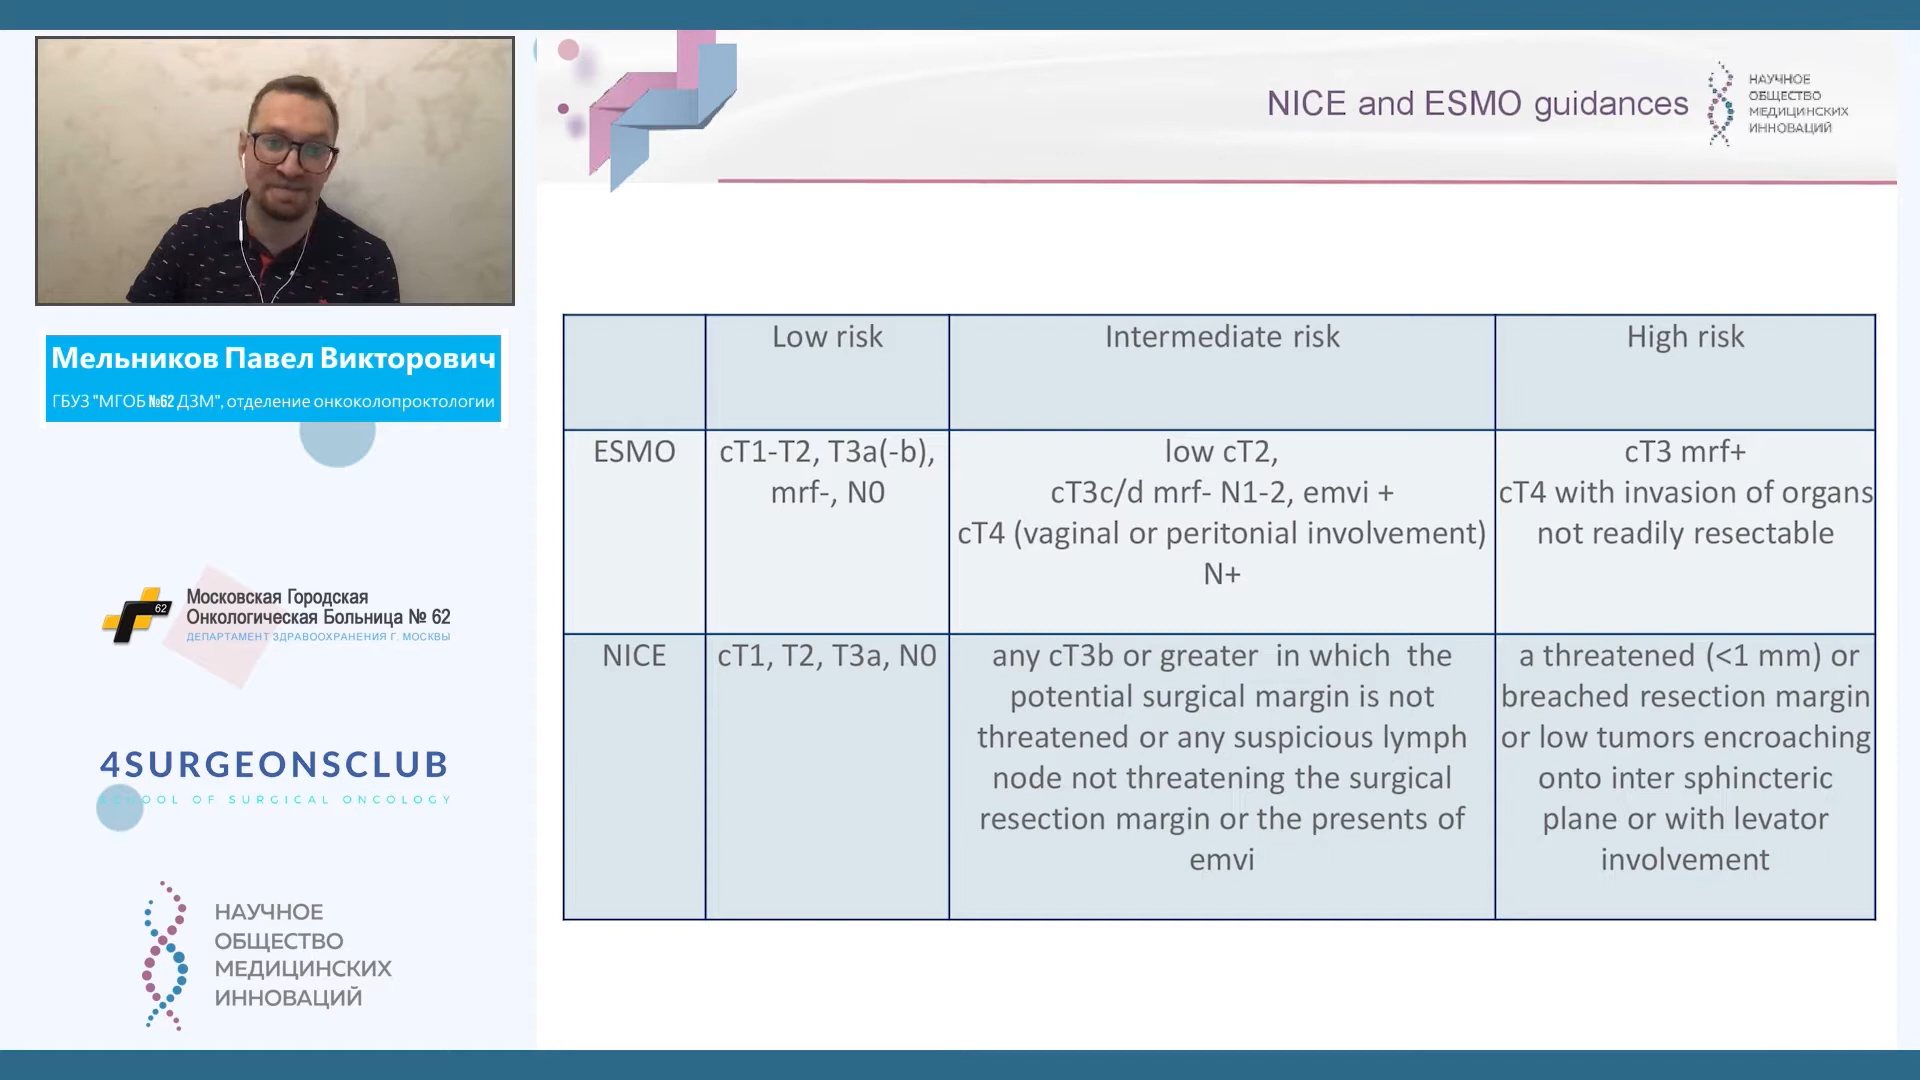 NICE and ESMO guidances
НАУЧНОЕ
ОБЩЕСТВО
МЕДИЦИНСКИХ
ИННОВАЦИЙ
Мельников Павел Викторович
ГБУЗ "МГОБ №62 ДЗМ", отделение онкоколопроктологии
62
Московская Городская
Онкологическая Больница № 62
ДЕПАРТАМЕНТ ЗДРАВООХРАНЕНИЯ Г. МОСКВЫ
4SURGEONSCLUB
SCHOOL OF SURGICAL ONCOLOGY
НАУЧНОЕ
ОБЩЕСТВО
МЕДИЦИНСКИХ
ИННОВАЦИЙ
Low risk
Intermediate risk
High risk
ESMO
cT1-T2, T3a(-b),
mrf-, N0
low cT2,
cT3c/d mrf- N1-2, emvi +
cT4 (vaginal or peritonial involvement)
N+
cT3 mrf+
cT4 with invasion of organs
not readily resectable
NICE
cT1, T2, T3a, N0
any cT3b or greater in which the
potential surgical margin is not
threatened or any suspicious lymph
node not threatening the surgical
resection margin or the presents of
emvi
a threatened (<1 mm) or
breached resection margin
or low tumors encroaching
onto inter sphincteric
plane or with levator
involvement